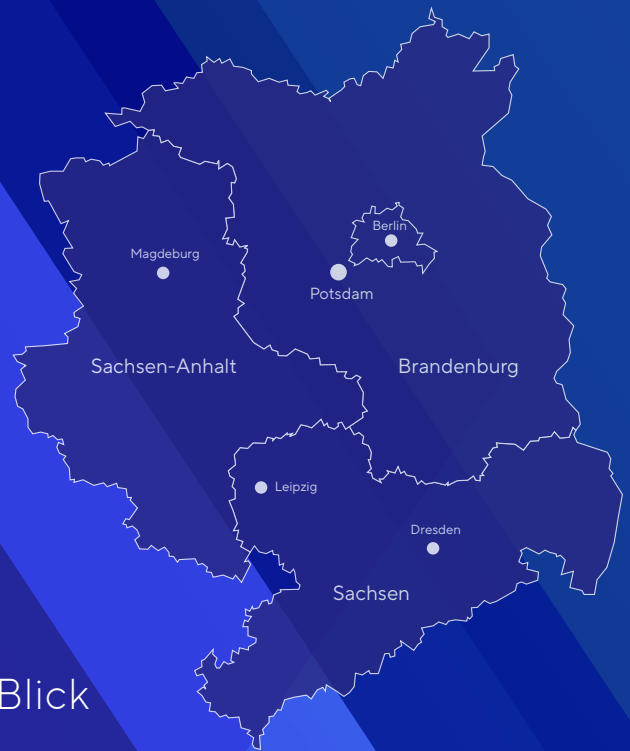 Berlin
Magdeburg
Potsdam
Sachsen-Anhalt
Brandenburg
Leipzig
Dresden
Sachsen
Blick